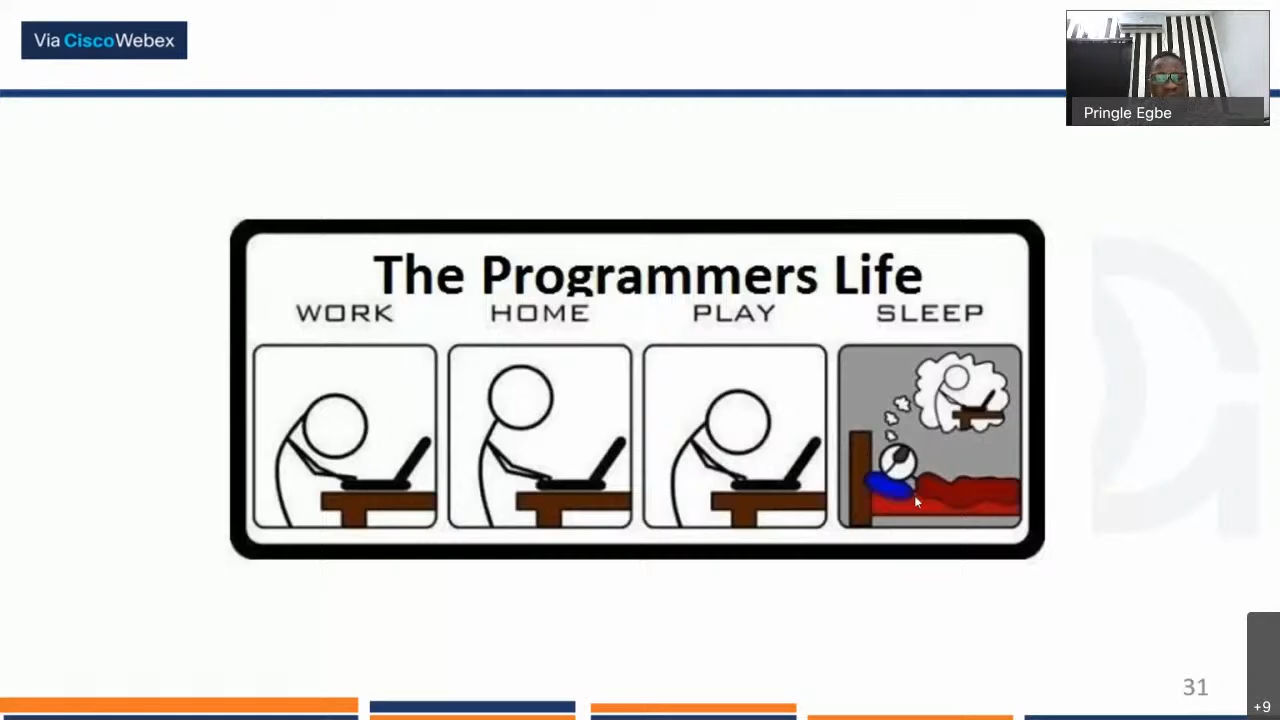 Via CiscoWebex
Pringle Egbe
The Programmers Life
WORK HOME PLAY SLEEP
31
+9